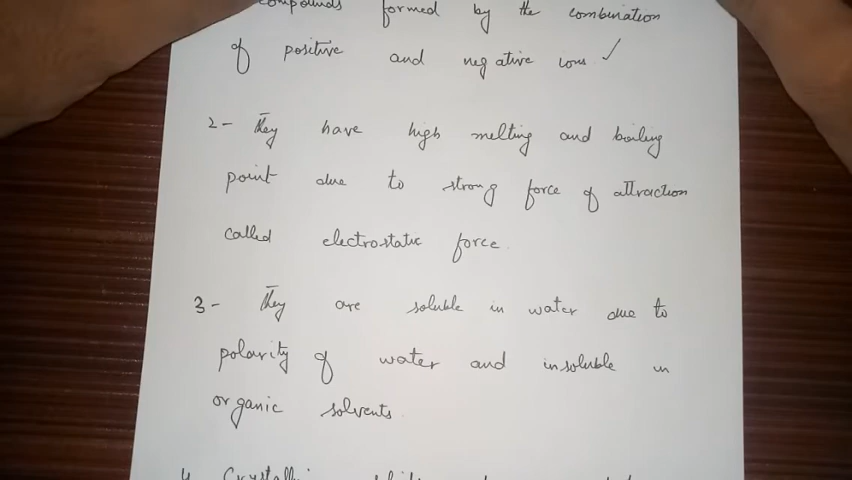 compounds formed by the combination
of positive and negative ions ✓
2- They have high melting and boiling
point due to strong force of attraction
called electrostatic force.
3- They are soluble in water due to
polarity of water and insoluble in
organic solvents.
4